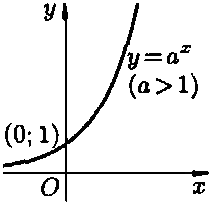 y
y=a^x
(a>1)
(0; 1)
O
x